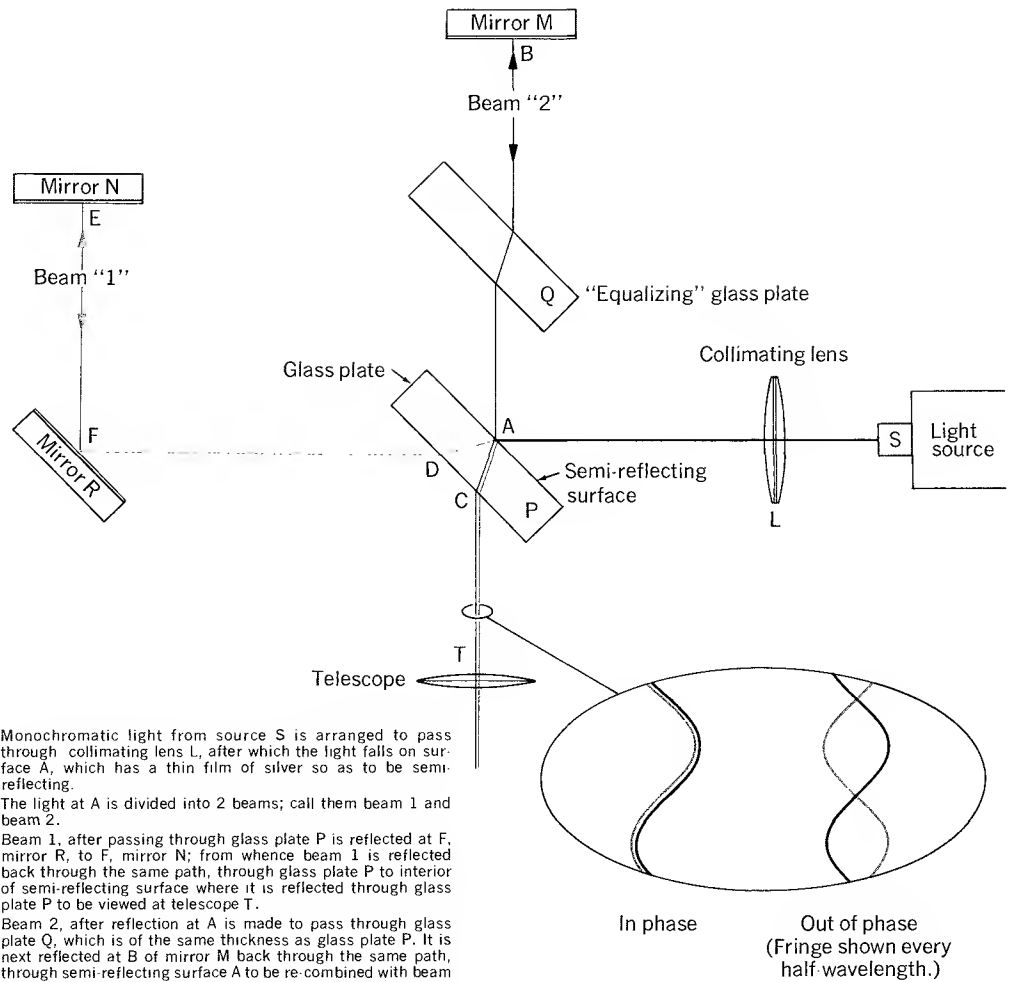 Mirror M
B
Beam “2”
Mirror N
E
Beam “1”
Q
“Equalizing” glass plate
Collimating lens
Glass plate
A
F
Mirror R
D
C
P
Semi-reflecting
surface
S
Light
source
L
T
Telescope
Monochromatic light from source S is arranged to pass
through collimating lens L, after which the light falls on sur-
face A, which has a thin film of silver so as to be semi-
reflecting.
The light at A is divided into 2 beams; call them beam 1 and
beam 2.
Beam 1, after passing through glass plate P is reflected at F,
mirror R, to F, mirror N; from whence beam 1 is reflected
back through the same path, through glass plate P to interior
of semi-reflecting surface where it is reflected through glass
plate P to be viewed at telescope T.
Beam 2, after reflection at A is made to pass through glass
plate Q, which is of the same thickness as glass plate P. It is
next reflected at B of mirror M back through the same path,
through semi-reflecting surface A to be re-combined with beam
In phase
Out of phase
(Fringe shown every
half-wavelength.)